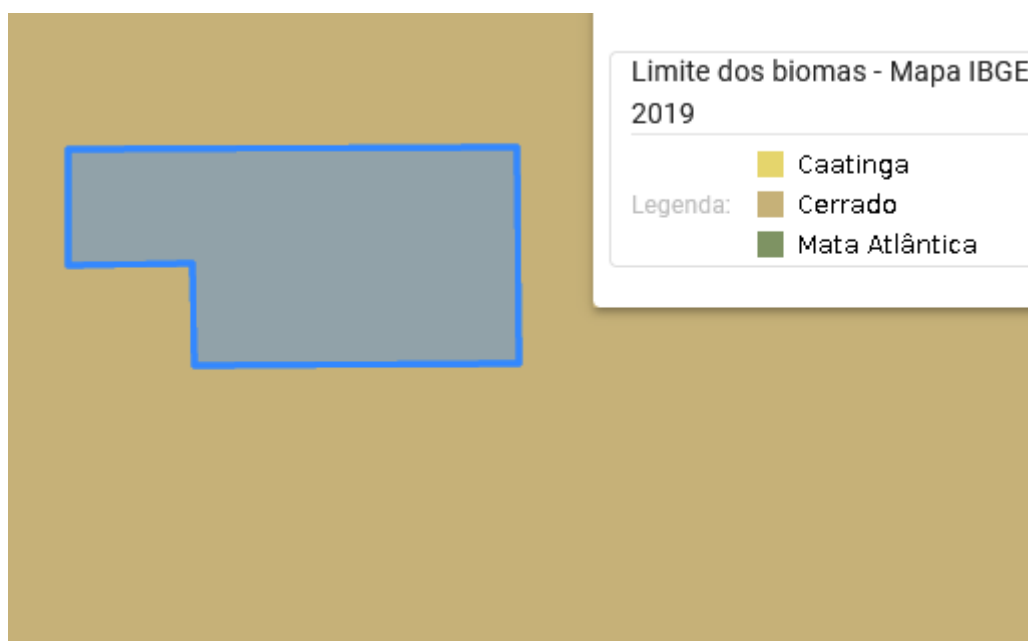 Limite dos biomas - Mapa IBGE
2019
Legenda:
Caatinga
Cerrado
Mata Atlântica